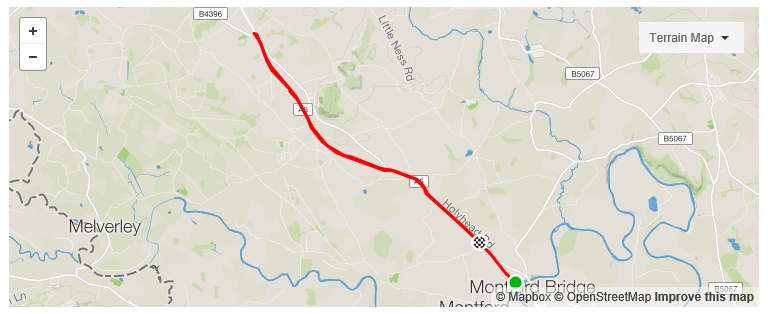 B4396
+
−
Little Ness Rd
Terrain Map
B5067
A5
B5067
A5
Holyhead Rd
Melverley
Montford Bridge
B5067
Montford
© Mapbox © OpenStreetMap Improve this map